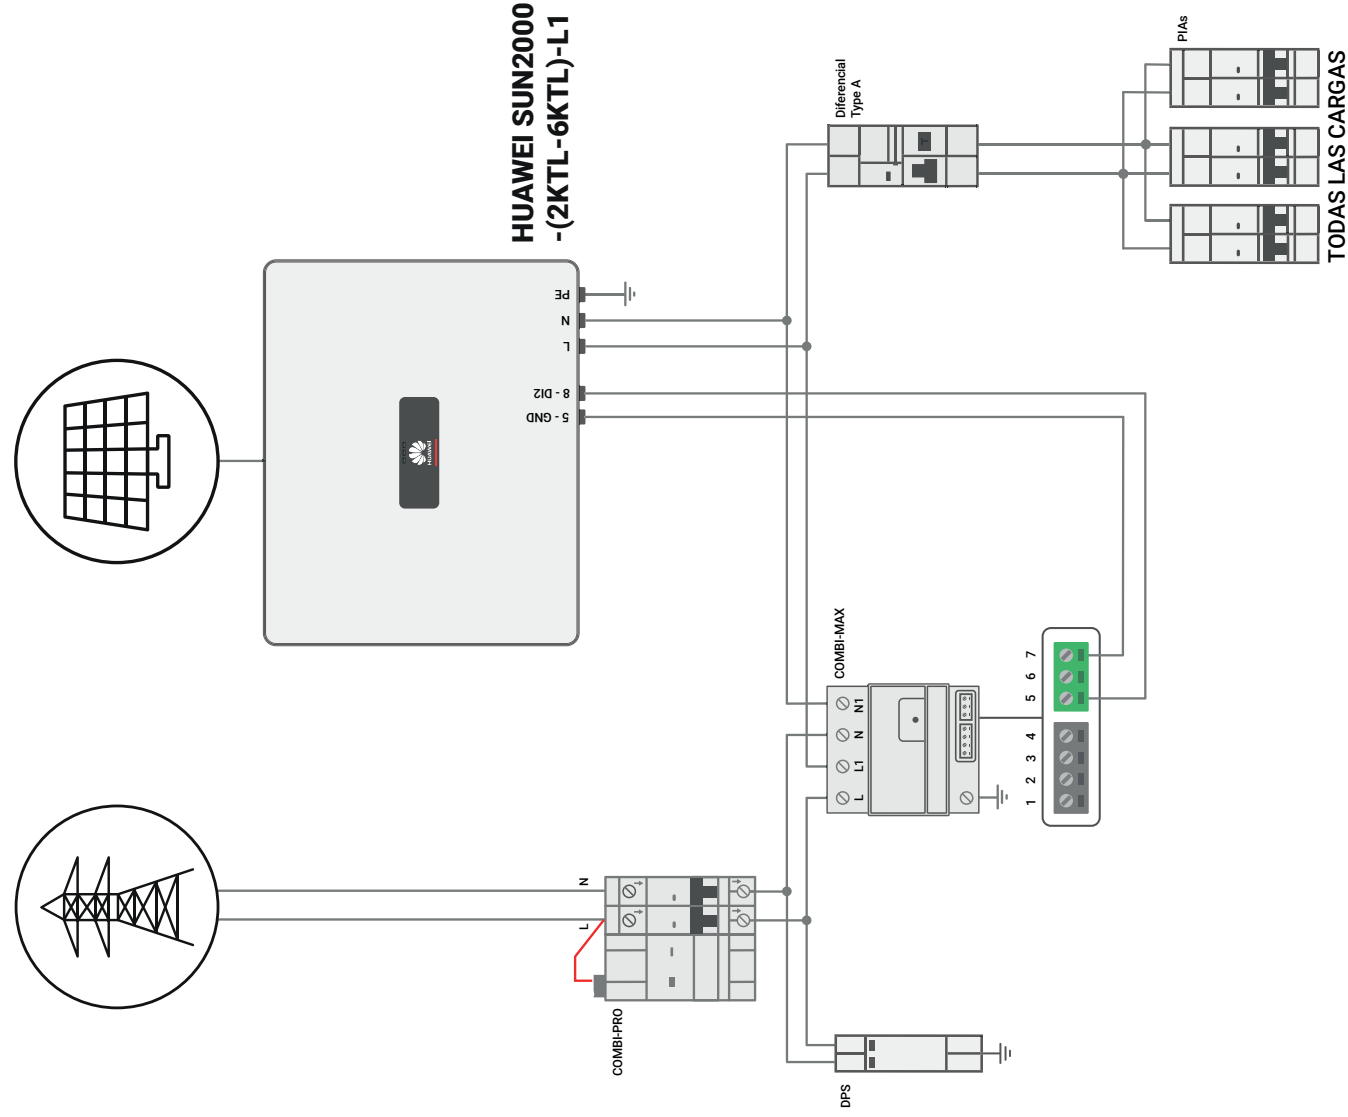 HUAWEI SUN2000
-(2KTL-6KTL)-L1
PE
N
L
8 - DI2
5 - GND
HUAWEI
Diferencial
Type A
PIAs
TODAS LAS CARGAS
COMBI-MAX
N1
N
L1
L
7
6
5
4
3
2
1
N
L
COMBI-PRO
DPS